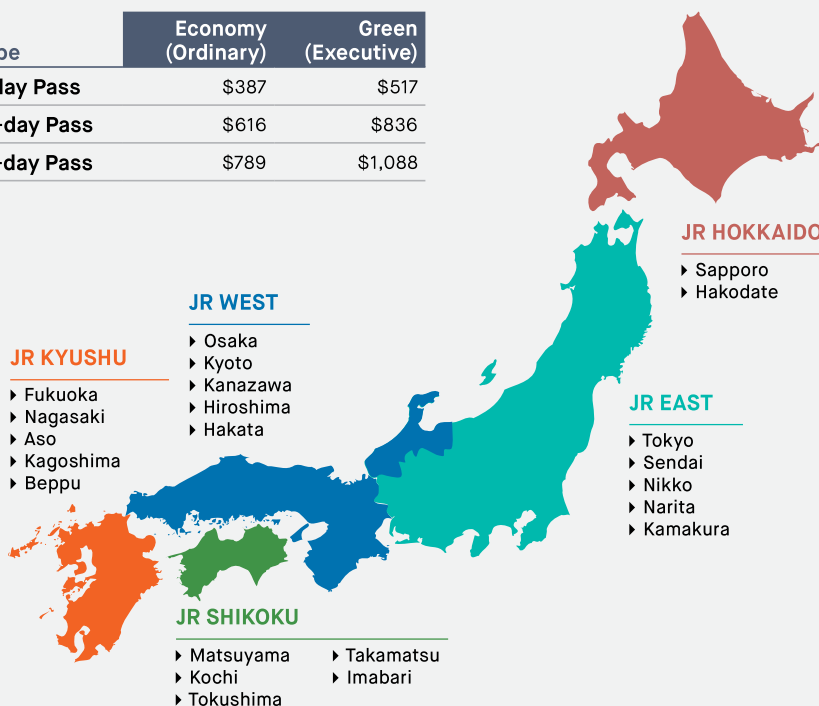 Economy (Ordinary) Green (Executive)
Pass $387 $517
-day Pass $616 $836
-day Pass $789 $1,088
JR HOKKAIDO
Sapporo
Hakodate
JR WEST
Osaka
Kyoto
Kanazawa
Hiroshima
Hakata
JR KYUSHU
Fukuoka
Nagasaki
Aso
Kagoshima
Beppu
JR EAST
Tokyo
Sendai
Nikko
Narita
Kamakura
JR SHIKOKU
Matsuyama
Kochi
Tokushima
Takamatsu
Imabari